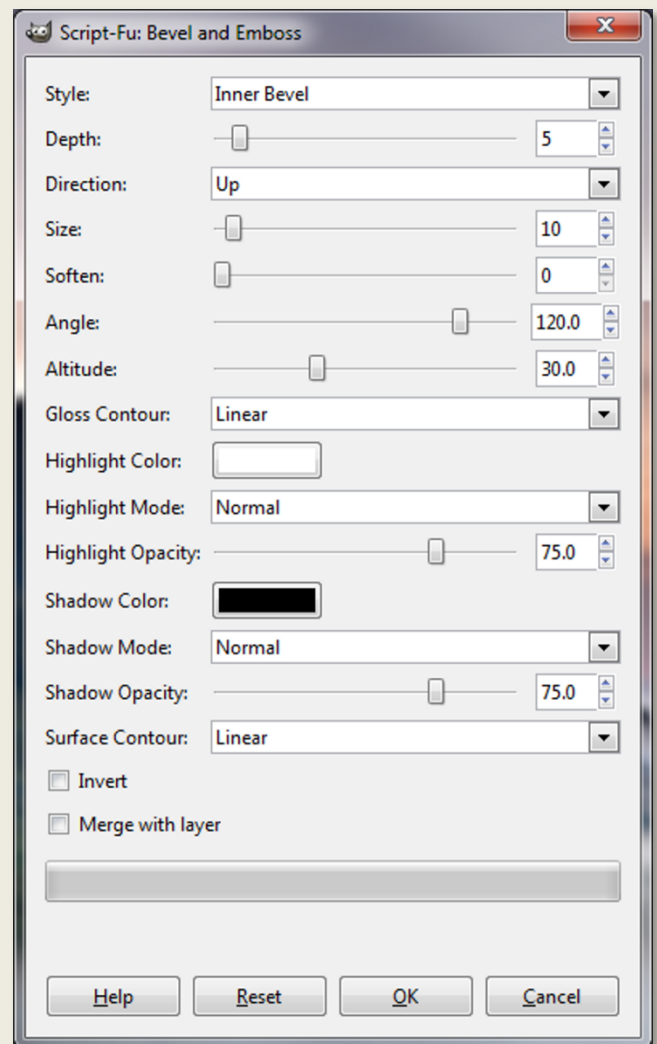 Script-Fu: Bevel and Emboss
Style: Inner Bevel
Depth: 5
Direction: Up
Size: 10
Soften: 0
Angle: 120.0
Altitude: 30.0
Gloss Contour: Linear
Highlight Color:
Highlight Mode: Normal
Highlight Opacity: 75.0
Shadow Color:
Shadow Mode: Normal
Shadow Opacity: 75.0
Surface Contour: Linear
Invert
Merge with layer
Help Reset OK Cancel